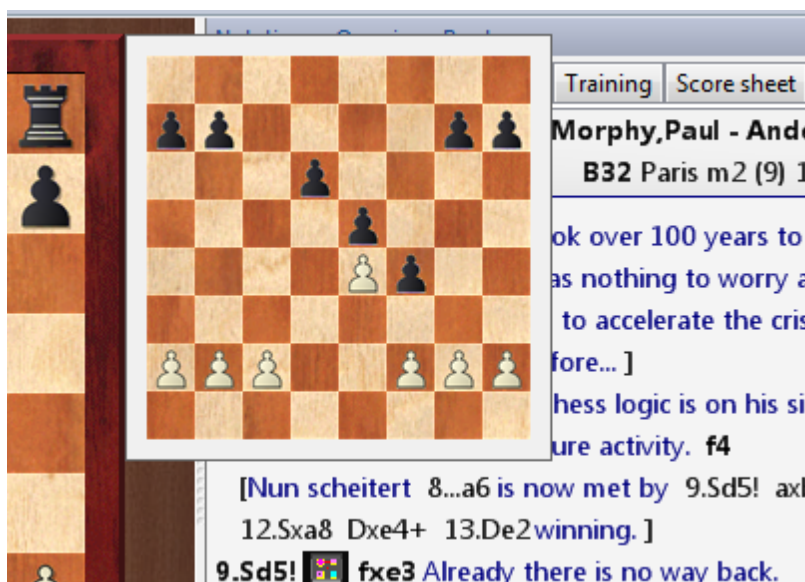 Training Score sheet
Morphy,Paul - Ande
B32 Paris m2 (9) 1
ok over 100 years to
as nothing to worry a
to accelerate the cris
fore... ]
hess logic is on his si
ure activity. f4
[Nun scheitert 8...a6 is now met by 9.Sd5! axb
12.Sxa8 Dxe4+ 13.De2 winning. ]
9.Sd5! fxe3 Already there is no way back.